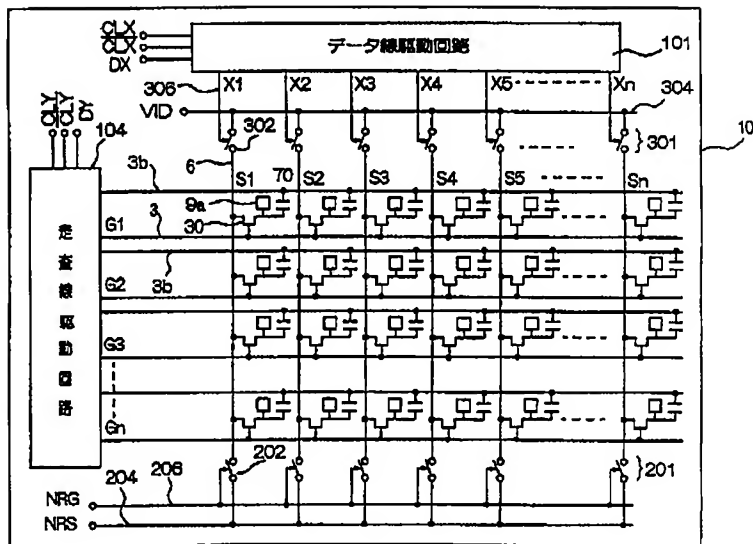 CLX
CLX
DX
データ線駆動回路
101
306
X1 X2 X3 X4 X5 Xn
304
VID
CLY CLY DY
104
302
301
10
6
3b
S1 70 S2 S3 S4 S5 Sn
9a
30
3
G1
3b
G2
G3
Gn
走査線駆動回路
202
201
206
NRG
204
NRS